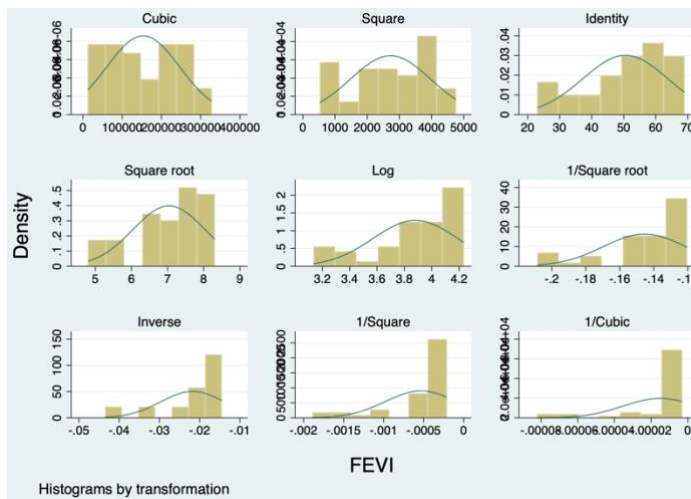 Cubic Square Identity
0 1000002000003000004000000
0 1000 2000 3000 4000 5000
20 30 40 50 60 70
0 .01 .02 .03 .04
Square root Log 1/Square root
0 .1 .2 .3 .4 .5
5 6 7 8 9
0 .5 1 1.5 2
3.2 3.4 3.6 3.8 4 4.2
0 10 20 30 40
-.2 -.18 -.16 -.14 -.12
Density
Inverse 1/Square 1/Cubic
0 50 100 150
-.05 -.04 -.03 -.02 -.01
-.002 -.0015 -.001 -.0005 0
FEVI
Histograms by transformation